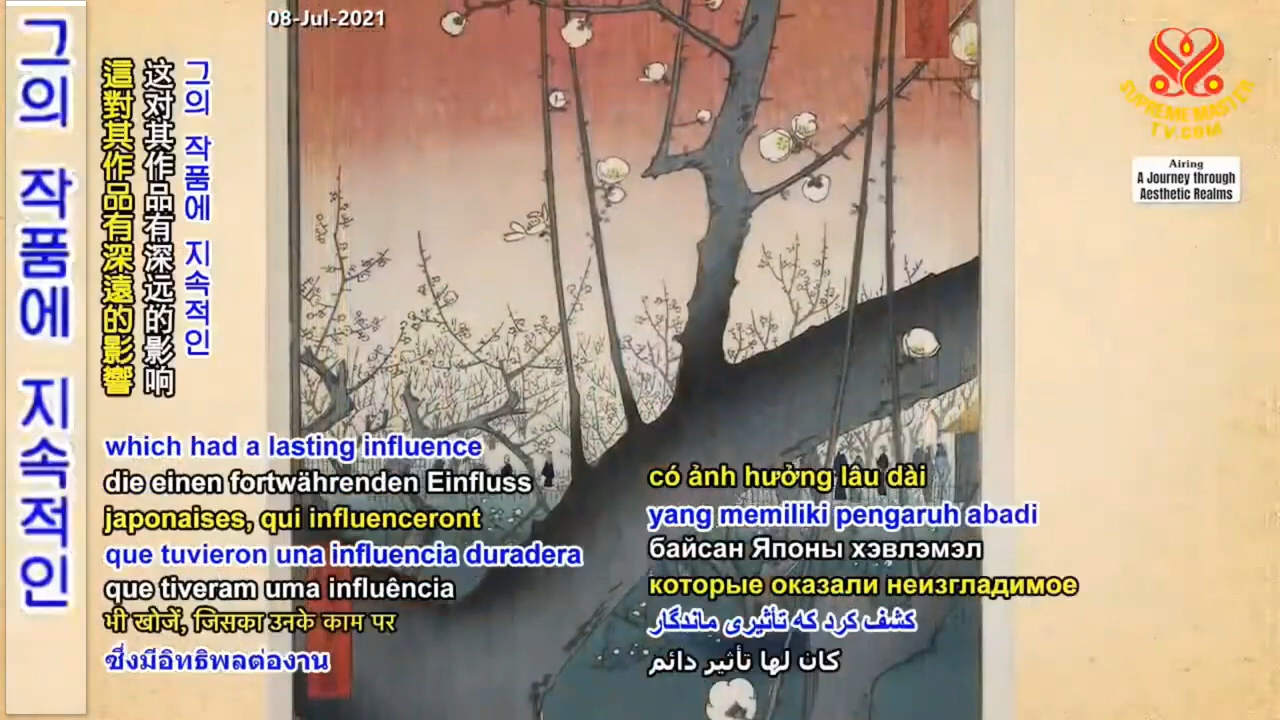 08-Jul-2021
그의 작품에 지속적인
這對其作品有深遠的影響
这对其作品有深远的影响
그의 작품에 지속적인
SUPREME MASTER
TV.COM
Airing
A Journey through
Aesthetic Realms
which had a lasting influence
die einen fortwährenden Einfluss
japonaises, qui influenceront
que tuvieron una influencia duradera
que tiveram uma influência
भी खोजें, जिसका उनके काम पर
ซึ่งมีอิทธิพลต่องาน
có ảnh hưởng lâu dài
yang memiliki pengaruh abadi
байсан Японы хэвлэмэл
которые оказали неизгладимое
کشف کرد که تأثیری ماندگار
كان لها تأثير دائم